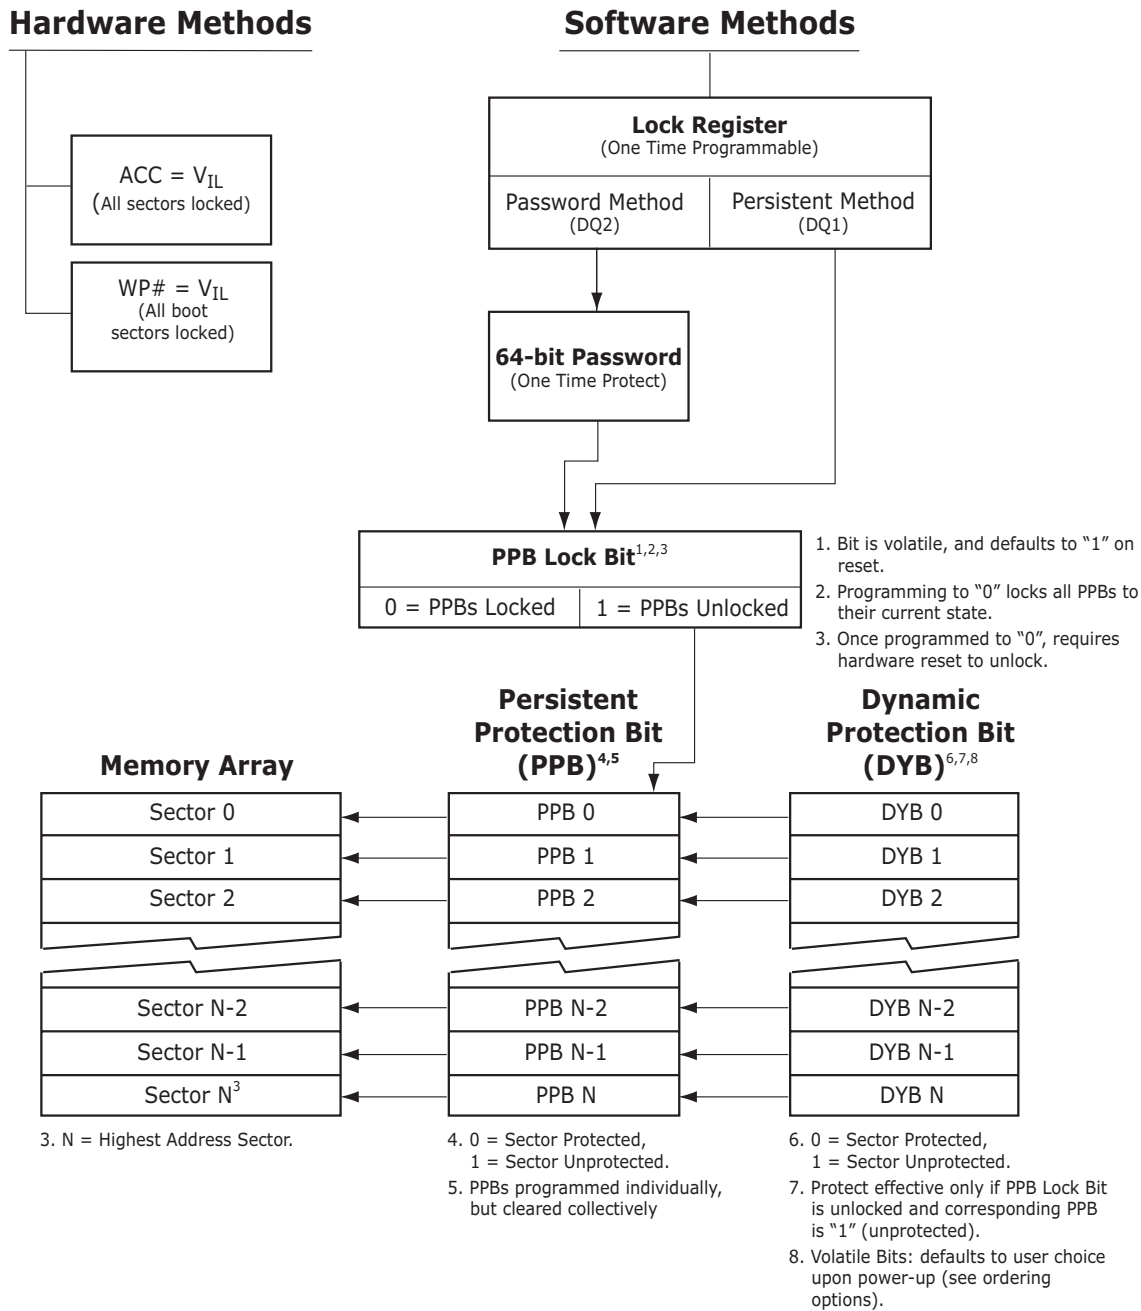 Hardware Methods
Software Methods
ACC = VIL
(All sectors locked)
WP# = VIL
(All boot
sectors locked)
Lock Register
(One Time Programmable)
Password Method
(DQ2)
Persistent Method
(DQ1)
64-bit Password
(One Time Protect)
PPB Lock Bit1,2,3
0 = PPBs Locked
1 = PPBs Unlocked
1. Bit is volatile, and defaults to “1” on
reset.
2. Programming to “0” locks all PPBs to
their current state.
3. Once programmed to “0”, requires
hardware reset to unlock.
Memory Array
Persistent
Protection Bit
(PPB)4,5
Dynamic
Protection Bit
(DYB)6,7,8
Sector 0
PPB 0
DYB 0
Sector 1
PPB 1
DYB 1
Sector 2
PPB 2
DYB 2
Sector N-2
PPB N-2
DYB N-2
Sector N-1
PPB N-1
DYB N-1
Sector N3
PPB N
DYB N
3. N = Highest Address Sector.
4. 0 = Sector Protected,
1 = Sector Unprotected.
5. PPBs programmed individually,
but cleared collectively
6. 0 = Sector Protected,
1 = Sector Unprotected.
7. Protect effective only if PPB Lock Bit
is unlocked and corresponding PPB
is “1” (unprotected).
8. Volatile Bits: defaults to user choice
upon power-up (see ordering
options).